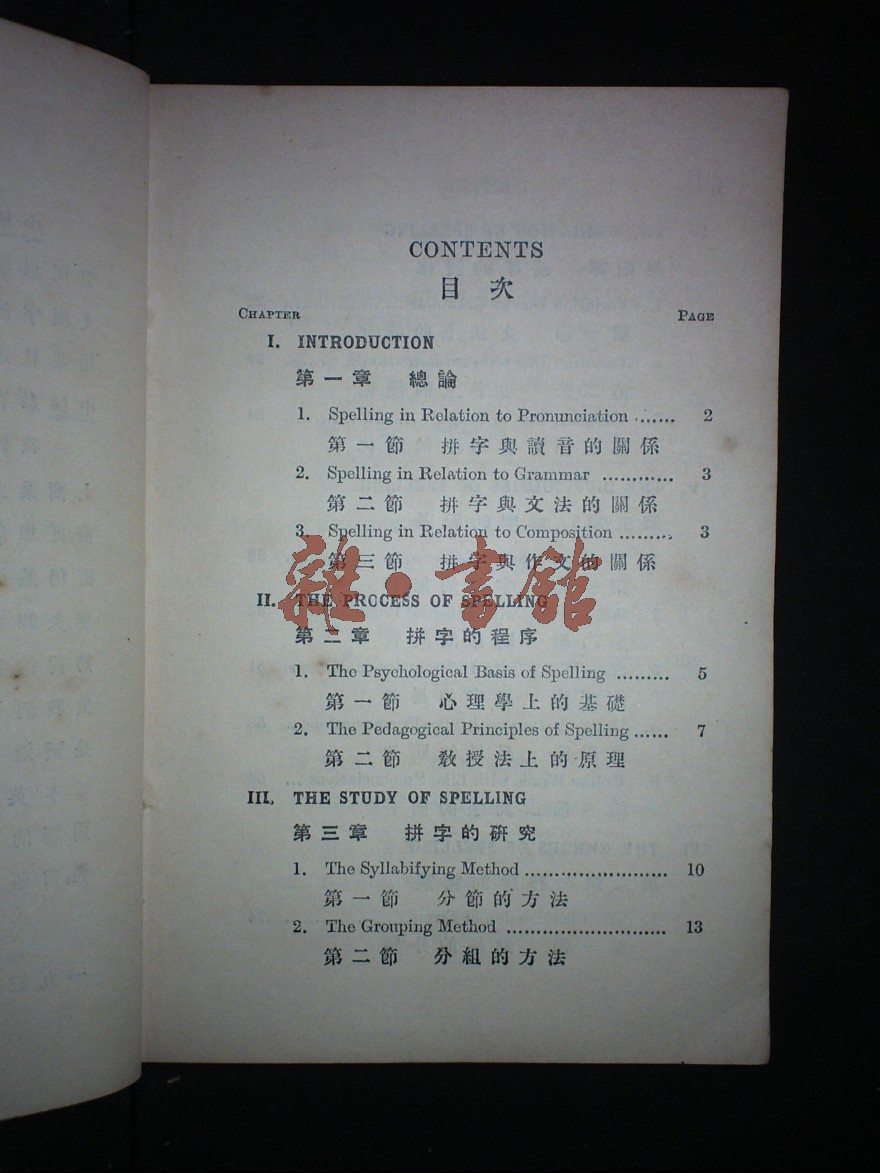 CONTENTS
目次
CHAPTER PAGE
I. INTRODUCTION
第一章 總論
1. Spelling in Relation to Pronunciation ....... 2
第一節 拼字與讀音的關係
2. Spelling in Relation to Grammar ............. 3
第二節 拼字與文法的關係
3. Spelling in Relation to Composition .......... 3
第三節 拼字與作文的關係
雜·書館
II. THE PROCESS OF SPELLING
第二章 拼字的程序
1. The Psychological Basis of Spelling ......... 5
第一節 心理學上的基礎
2. The Pedagogical Principles of Spelling ...... 7
第二節 敎授法上的原理
III. THE STUDY OF SPELLING
第三章 拼字的硏究
1. The Syllabifying Method ......................... 10
第一節 分節的方法
2. The Grouping Method ............................ 13
第二節 分組的方法